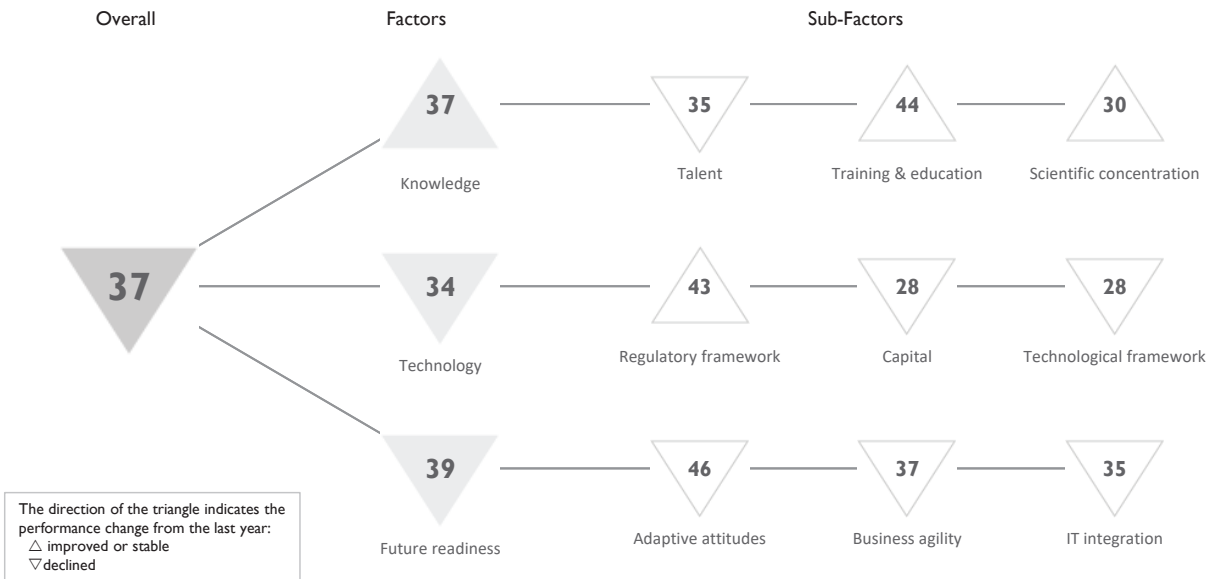 Overall Factors Sub-Factors
37 35 44 30
Knowledge Talent Training & education Scientific concentration
37 34 43 28 28
Technology Regulatory framework Capital Technological framework
39 46 37 35
Future readiness Adaptive attitudes Business agility IT integration
The direction of the triangle indicates the
performance change from the last year:
△ improved or stable
▽ declined